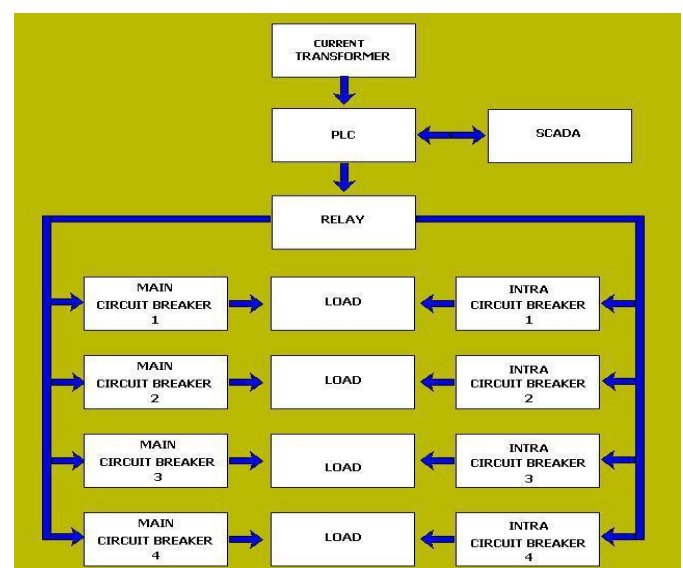 CURRENT
TRANSFORMER
PLC
SCADA
RELAY
MAIN
CIRCUIT BREAKER
1
LOAD
INTRA
CIRCUIT BREAKER
1
MAIN
CIRCUIT BREAKER
2
LOAD
INTRA
CIRCUIT BREAKER
2
MAIN
CIRCUIT BREAKER
3
LOAD
INTRA
CIRCUIT BREAKER
3
MAIN
CIRCUIT BREAKER
4
LOAD
INTRA
CIRCUIT BREAKER
4